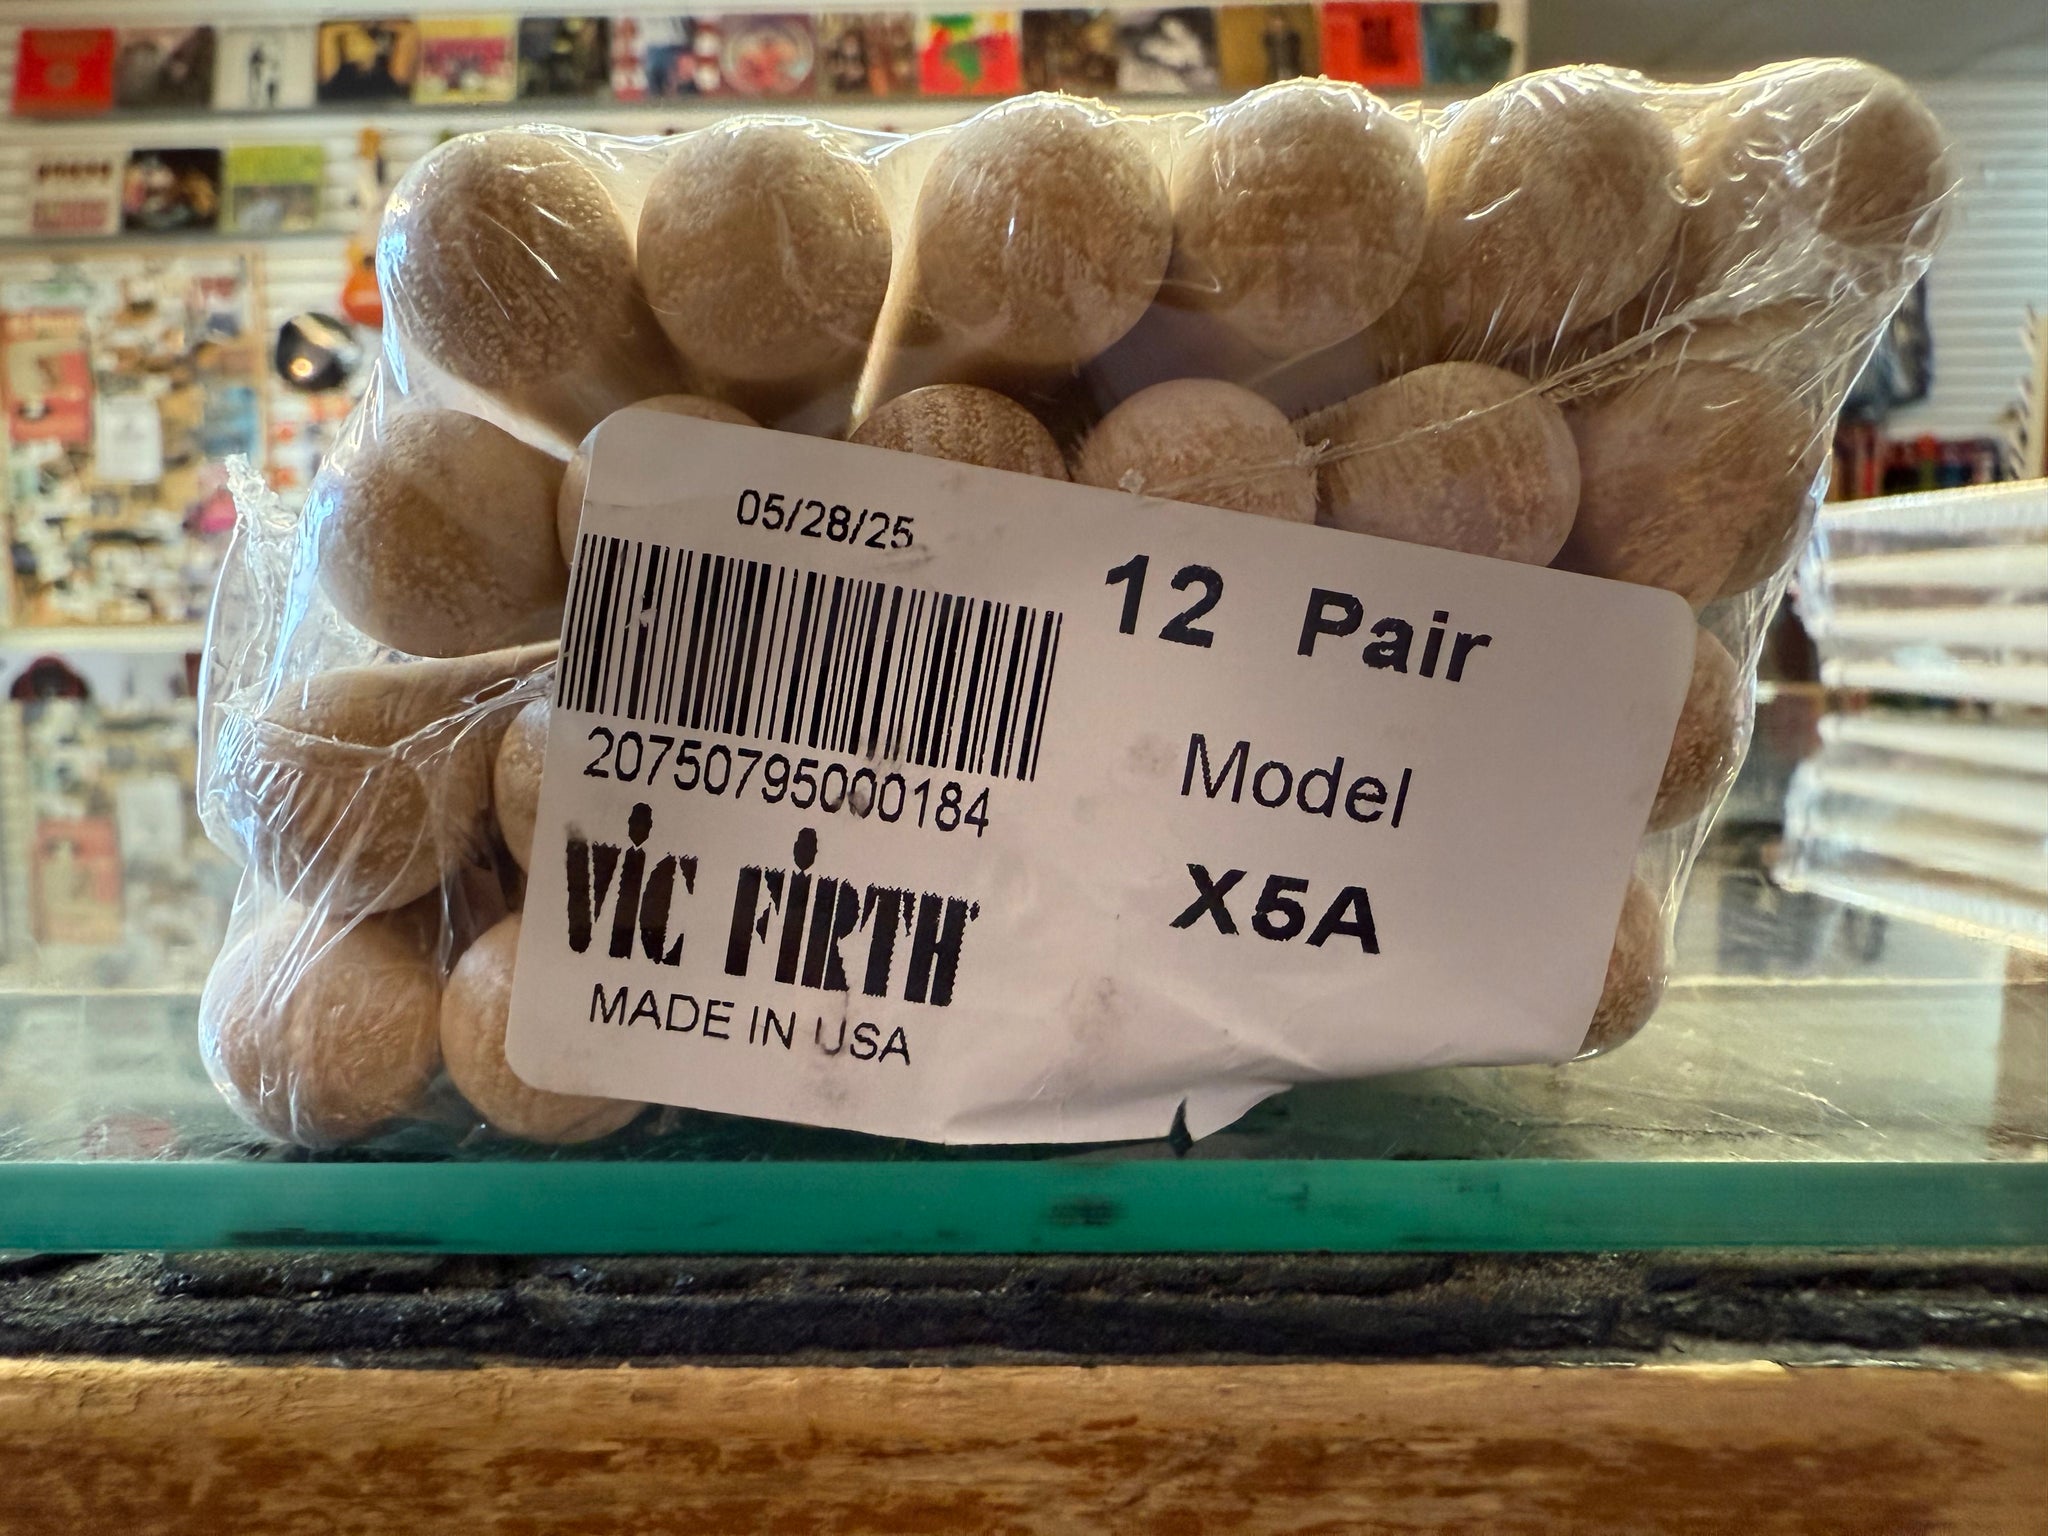 05/28/25
12 Pair
20750795000184
Model
X5A
VIC FIRTH
MADE IN USA